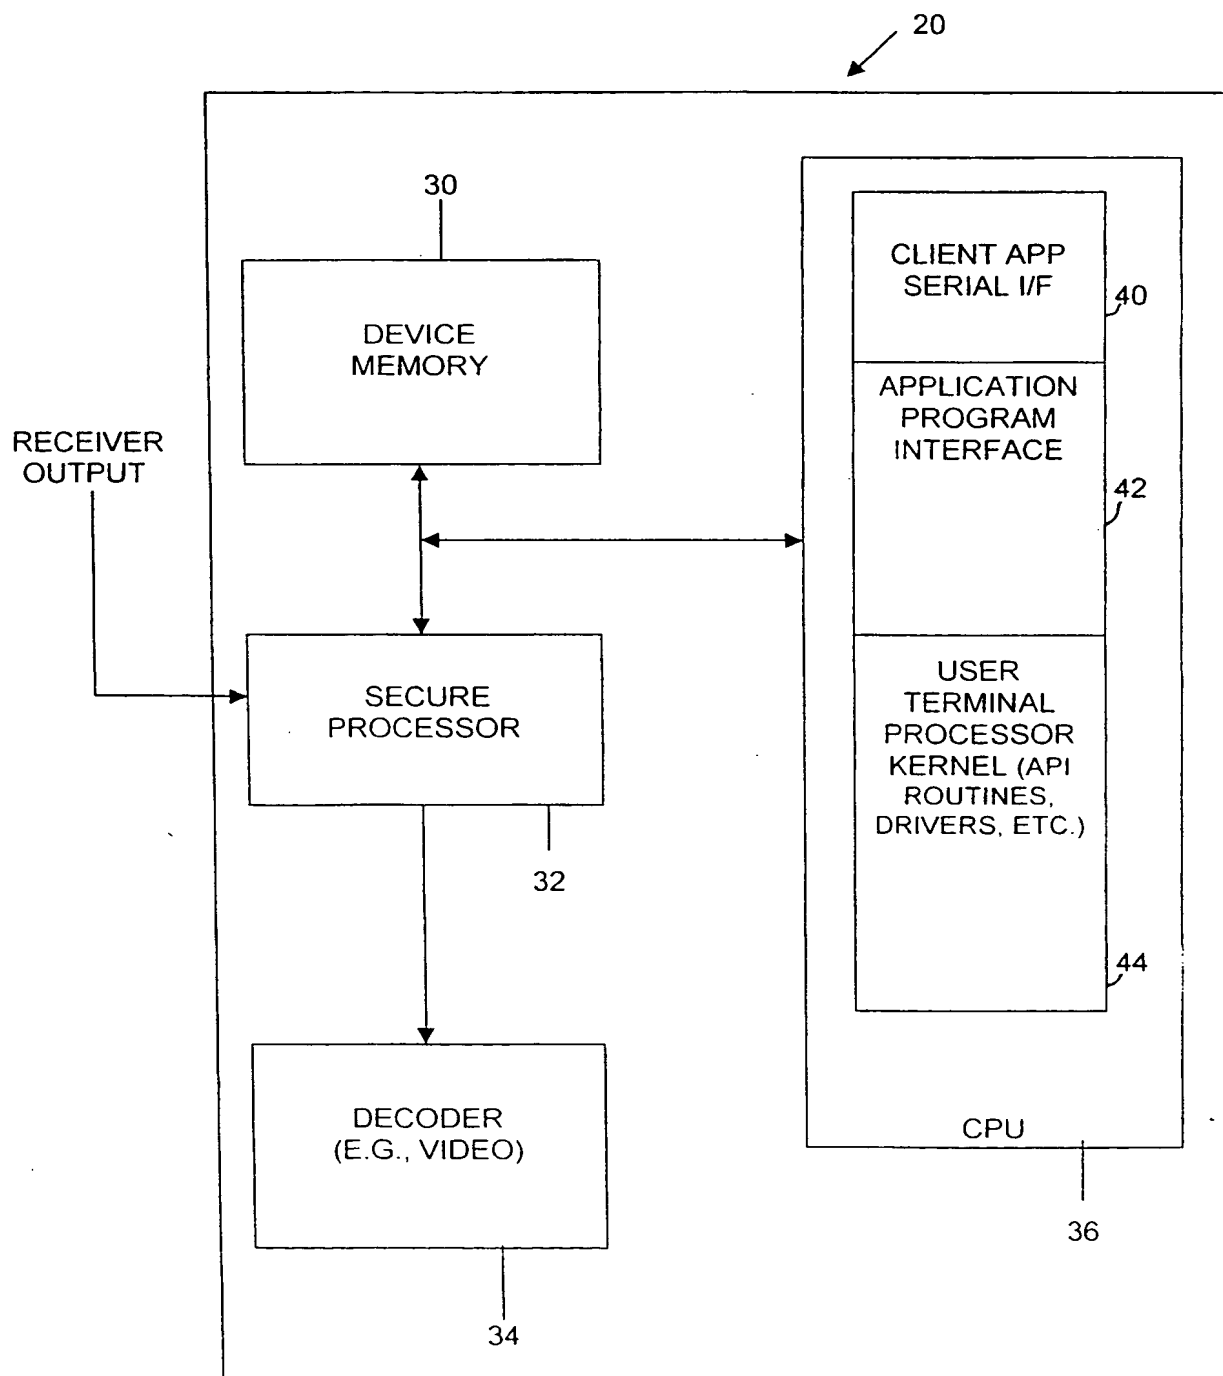 20
30
DEVICE
MEMORY
RECEIVER
OUTPUT
CLIENT APP
SERIAL I/F
40
APPLICATION
PROGRAM
INTERFACE
42
SECURE
PROCESSOR
32
USER
TERMINAL
PROCESSOR
KERNEL (API
ROUTINES,
DRIVERS, ETC.)
44
DECODER
(E.G., VIDEO)
34
CPU
36